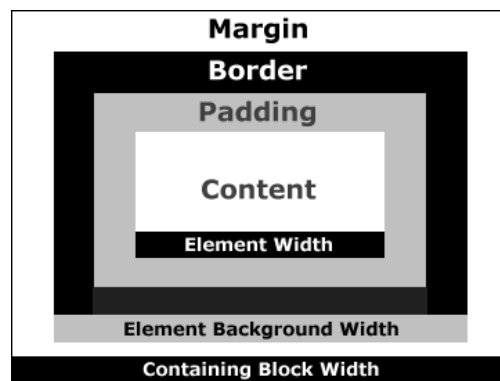 Margin
Border
Padding
Content
Element Width
Element Background Width
Containing Block Width